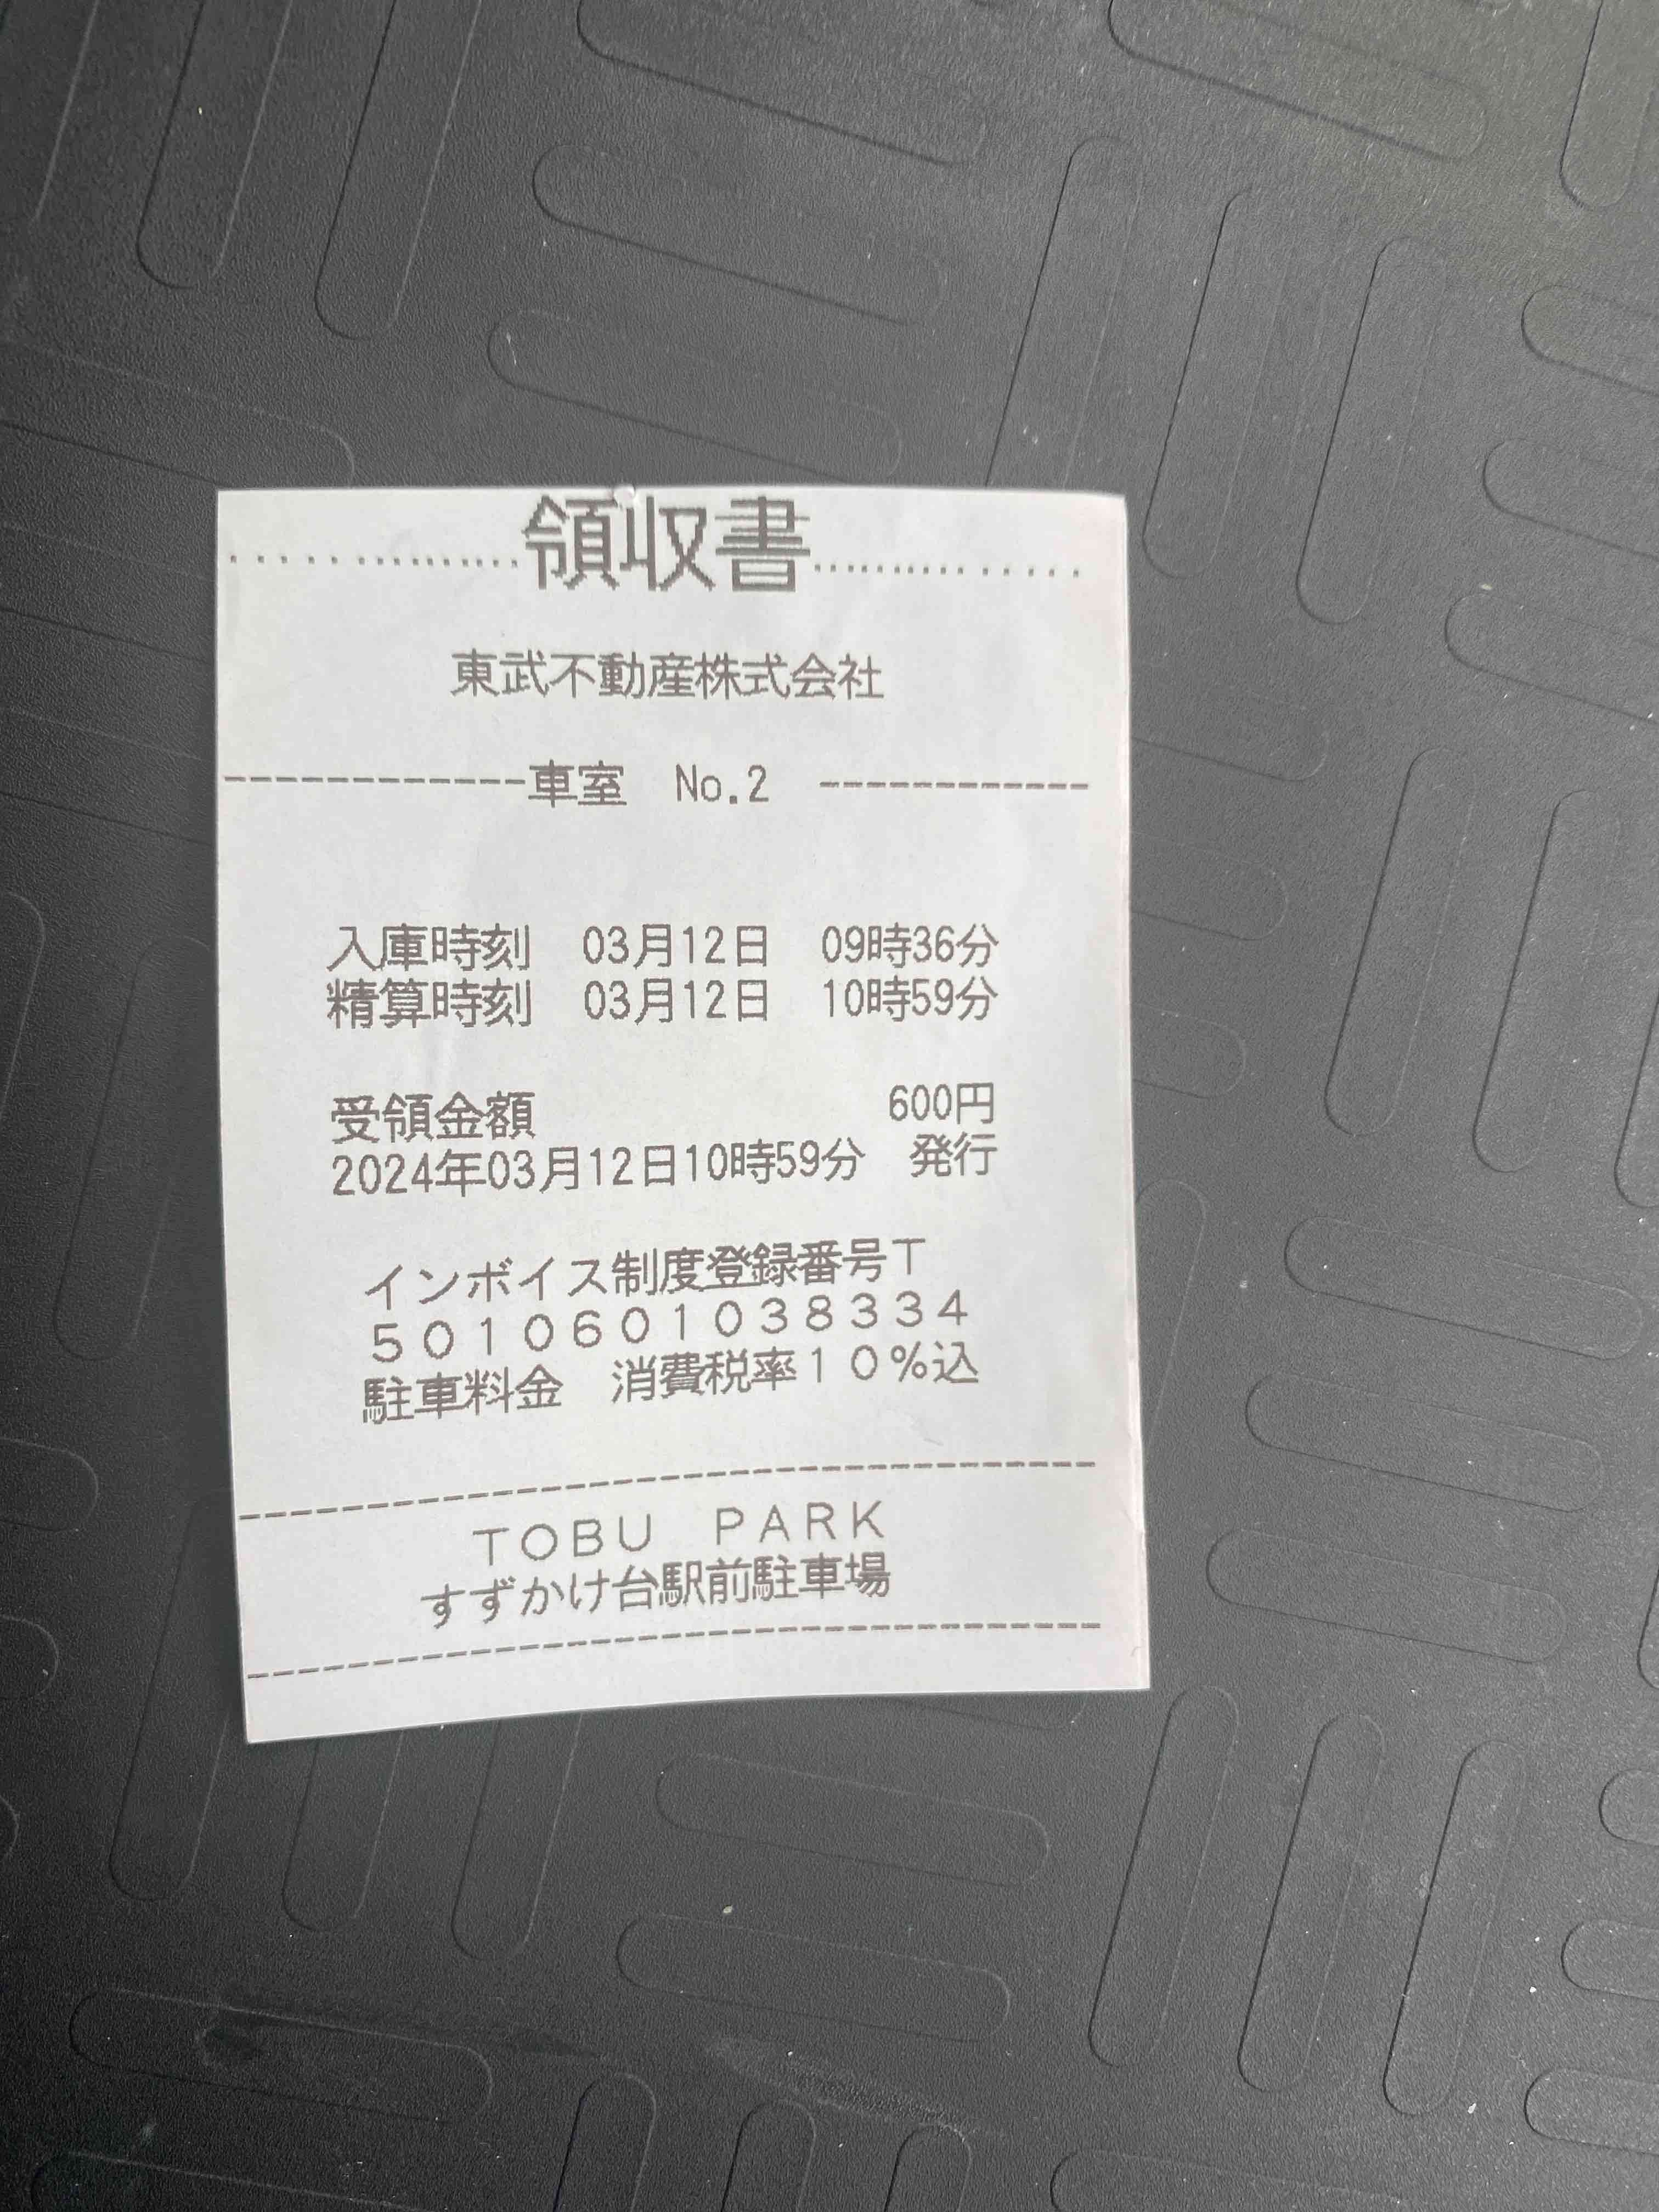 領収書
東武不動産株式会社
車室 No.2
入庫時刻 03月12日 09時36分
精算時刻 03月12日 10時59分
受領金額 600円
2024年03月12日10時59分 発行
インボイス制度登録番号T
5010601038334
駐車料金 消費税率10%込
TOBU PARK
すずかけ台駅前駐車場